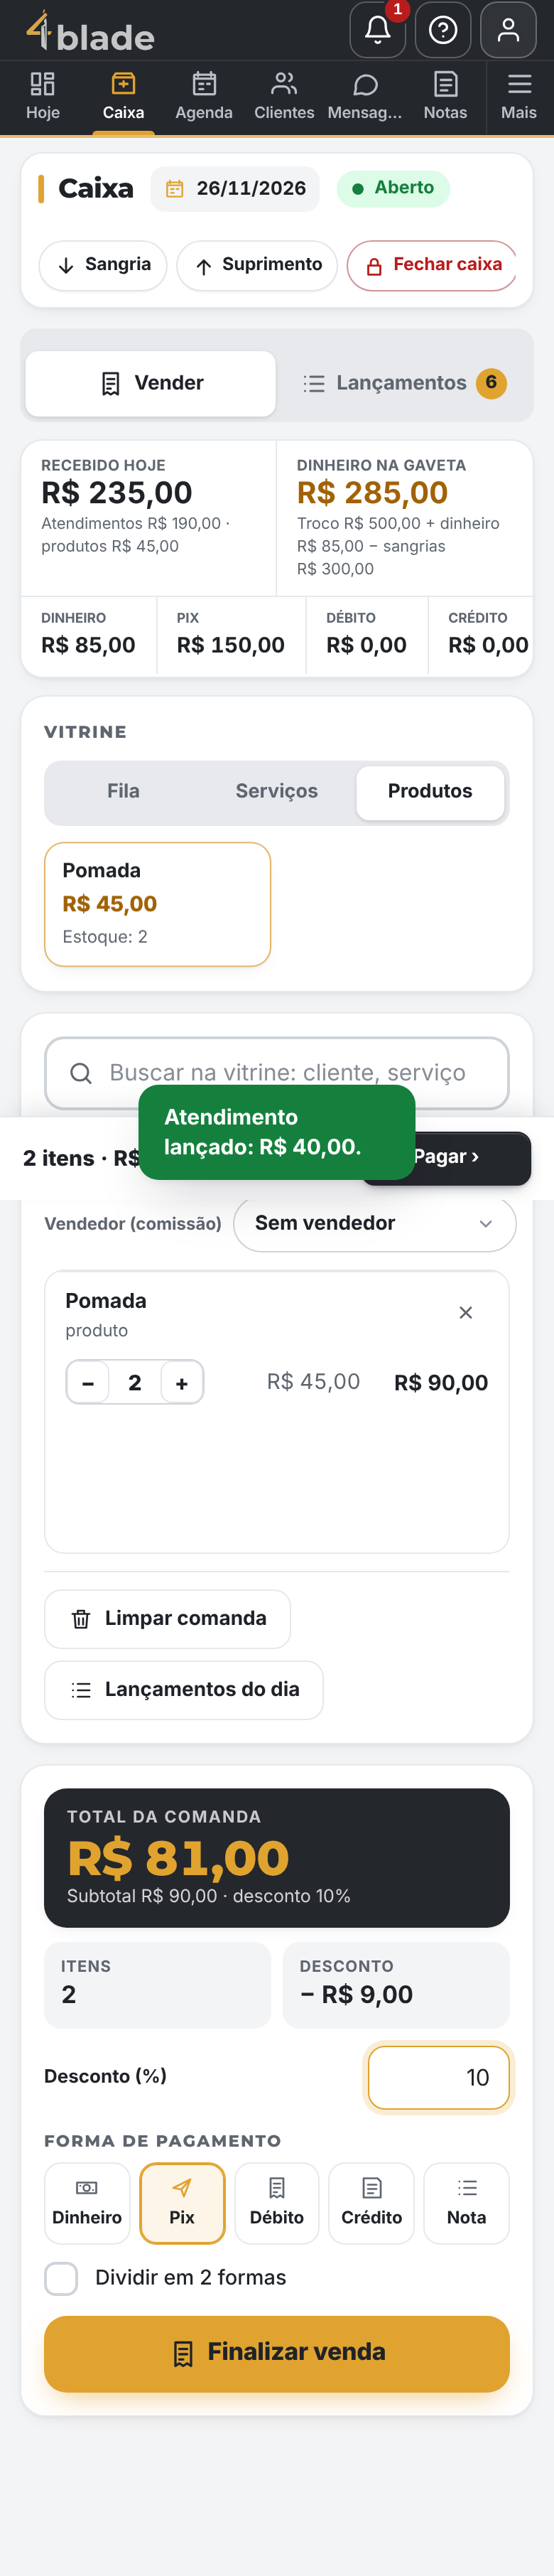 4blade
1
Hoje
Caixa
Agenda
Clientes
Mensag...
Notas
Mais
Caixa
26/11/2026
Aberto
Sangria
Suprimento
Fechar caixa
Vender
Lançamentos 6
RECEBIDO HOJE
R$ 235,00
Atendimentos R$ 190,00 ·
produtos R$ 45,00
DINHEIRO NA GAVETA
R$ 285,00
Troco R$ 500,00 + dinheiro
R$ 85,00 − sangrias
R$ 300,00
DINHEIRO
R$ 85,00
PIX
R$ 150,00
DÉBITO
R$ 0,00
CRÉDITO
R$ 0,00
VITRINE
Fila
Serviços
Produtos
Pomada
R$ 45,00
Estoque: 2
Buscar na vitrine: cliente, serviço
Atendimento
lançado: R$ 40,00.
2 itens · R$
Pagar ›
Vendedor (comissão)
Sem vendedor
Pomada
produto
×
− 2 +
R$ 45,00
R$ 90,00
Limpar comanda
Lançamentos do dia
TOTAL DA COMANDA
R$ 81,00
Subtotal R$ 90,00 · desconto 10%
ITENS
2
DESCONTO
− R$ 9,00
Desconto (%)
10
FORMA DE PAGAMENTO
Dinheiro
Pix
Débito
Crédito
Nota
Dividir em 2 formas
Finalizar venda